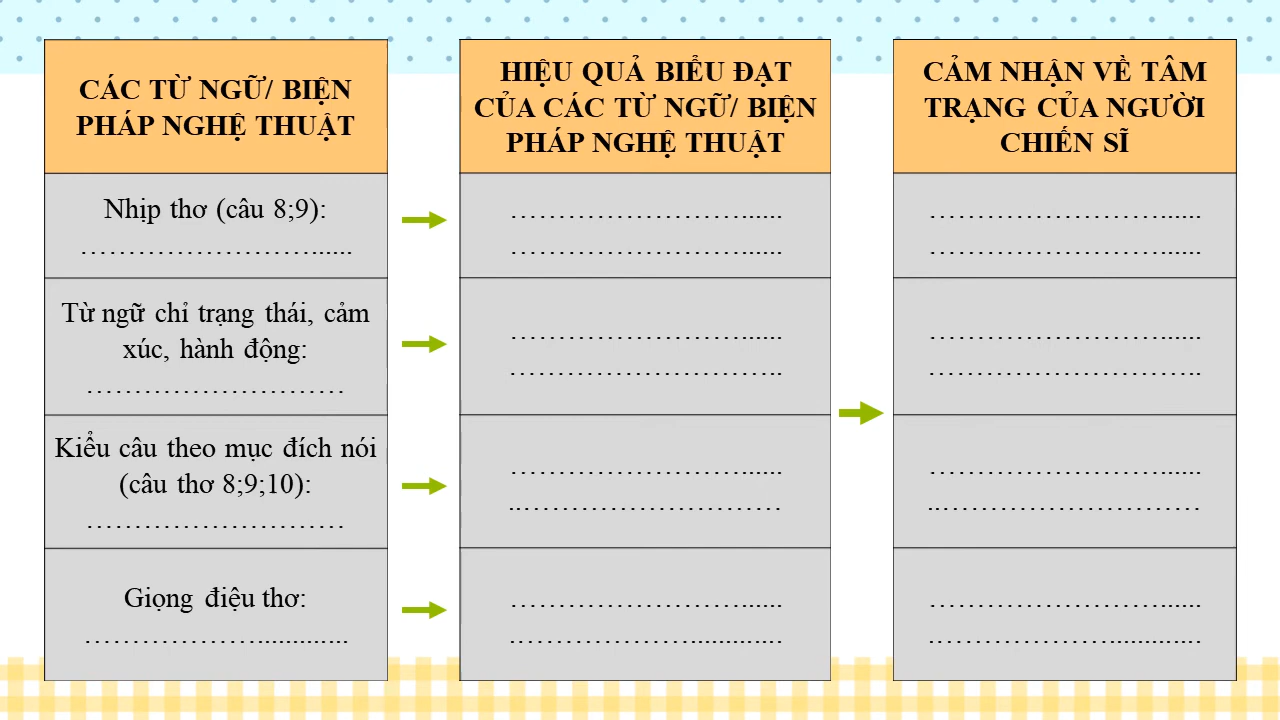 CÁC TỪ NGỮ/ BIỆN
PHÁP NGHỆ THUẬT
Nhịp thơ (câu 8;9):
…………………….....
Từ ngữ chỉ trạng thái, cảm
xúc, hành động:
………………………
Kiểu câu theo mục đích nói
(câu thơ 8;9;10):
………………………
Giọng điệu thơ:
……………….............
HIỆU QUẢ BIỂU ĐẠT
CỦA CÁC TỪ NGỮ/ BIỆN
PHÁP NGHỆ THUẬT
…………………….....
…………………….....
…………………….....
………………………..
…………………….....
..………………………
…………………….....
.………………............
CẢM NHẬN VỀ TÂM
TRẠNG CỦA NGƯỜI
CHIẾN SĨ
…………………….....
…………………….....
…………………….....
………………………..
…………………….....
..………………………
…………………….....
.………………............